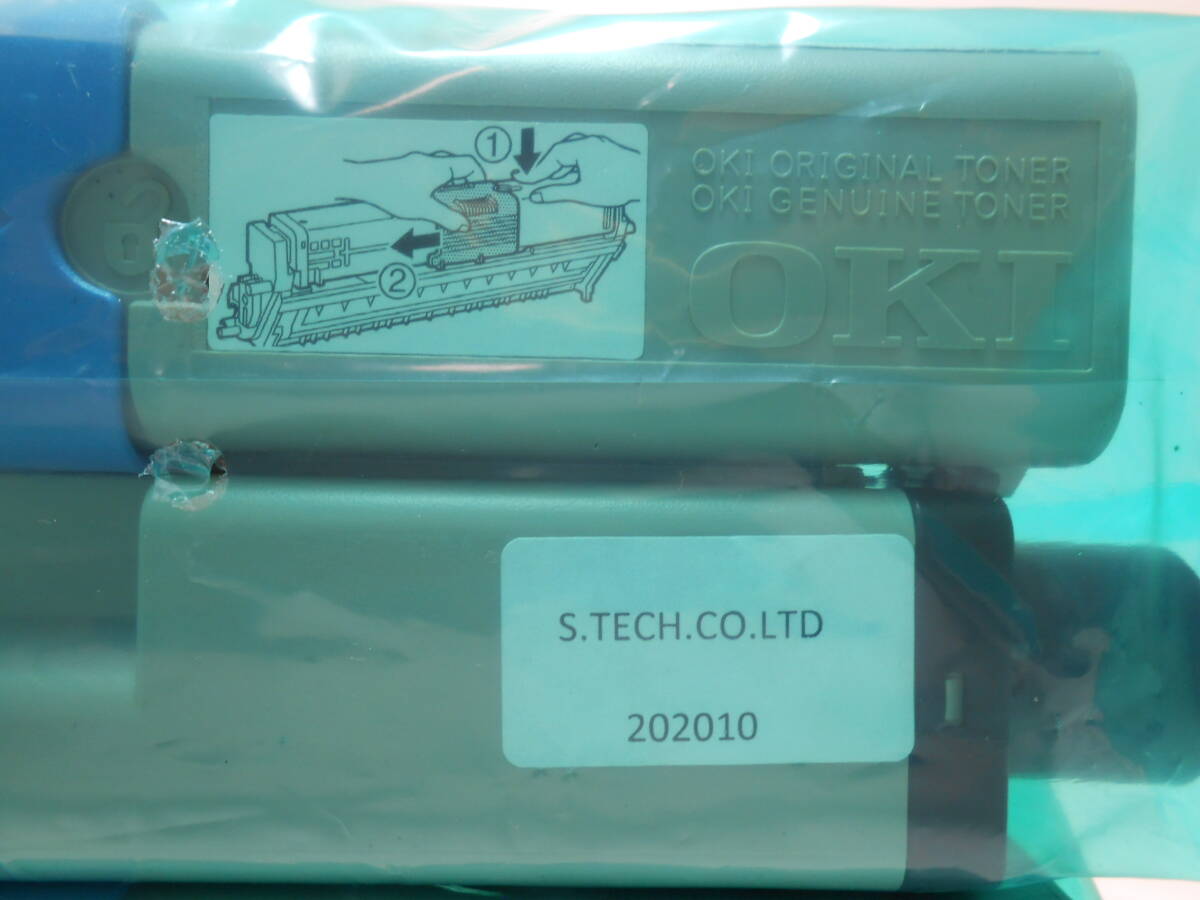 1
2
OKI ORIGINAL TONER
OKI GENUINE TONER
OKI
S.TECH.CO.LTD
202010